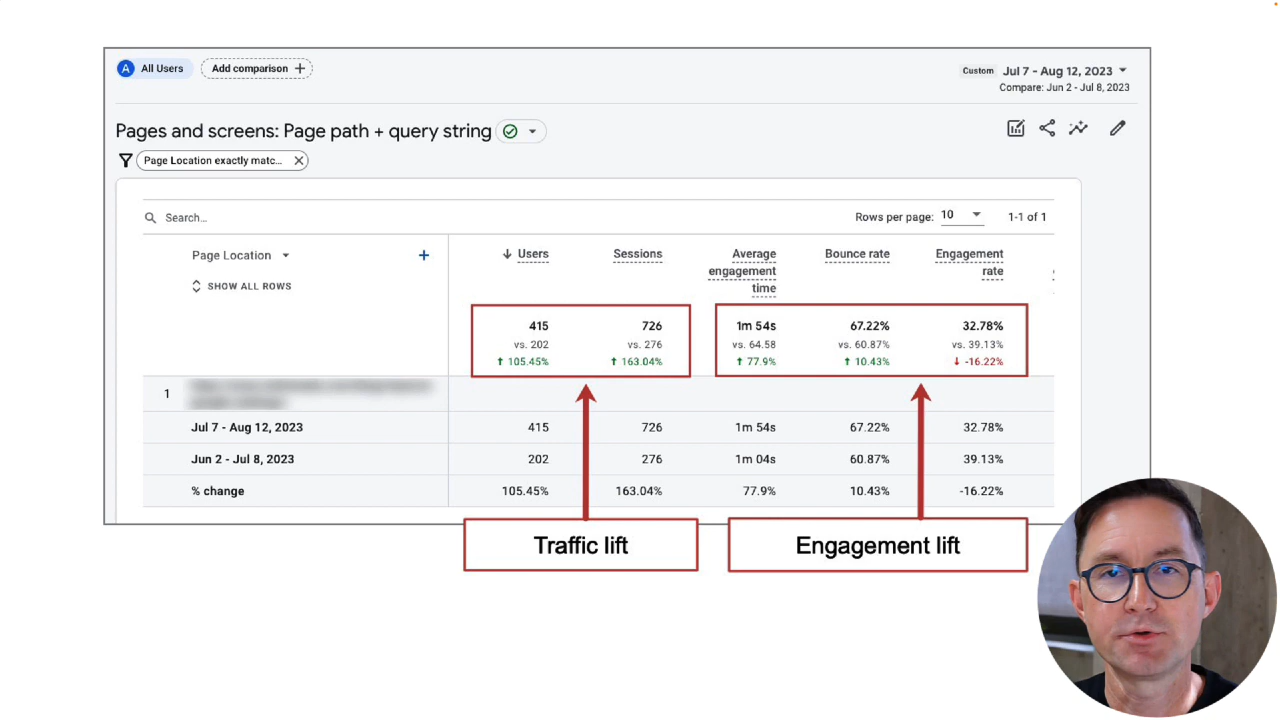 A All Users Add comparison +
Custom Jul 7 - Aug 12, 2023
Compare: Jun 2 - Jul 8, 2023
Pages and screens: Page path + query string
Page Location exactly matc...
Search...
Rows per page: 10 1-1 of 1
Page Location
SHOW ALL ROWS
Users
Sessions
Average
engagement
time
Bounce rate
Engagement
rate
415 726 1m 54s 67.22% 32.78%
vs. 202 vs. 276 vs. 64.58 vs. 60.87% vs. 39.13%
↑ 105.45% ↑ 163.04% ↑ 77.9% ↑ 10.43% ↓ -16.22%
1
Jul 7 - Aug 12, 2023 415 726 1m 54s 67.22% 32.78%
Jun 2 - Jul 8, 2023 202 276 1m 04s 60.87% 39.13%
% change 105.45% 163.04% 77.9% 10.43% -16.22%
Traffic lift
Engagement lift